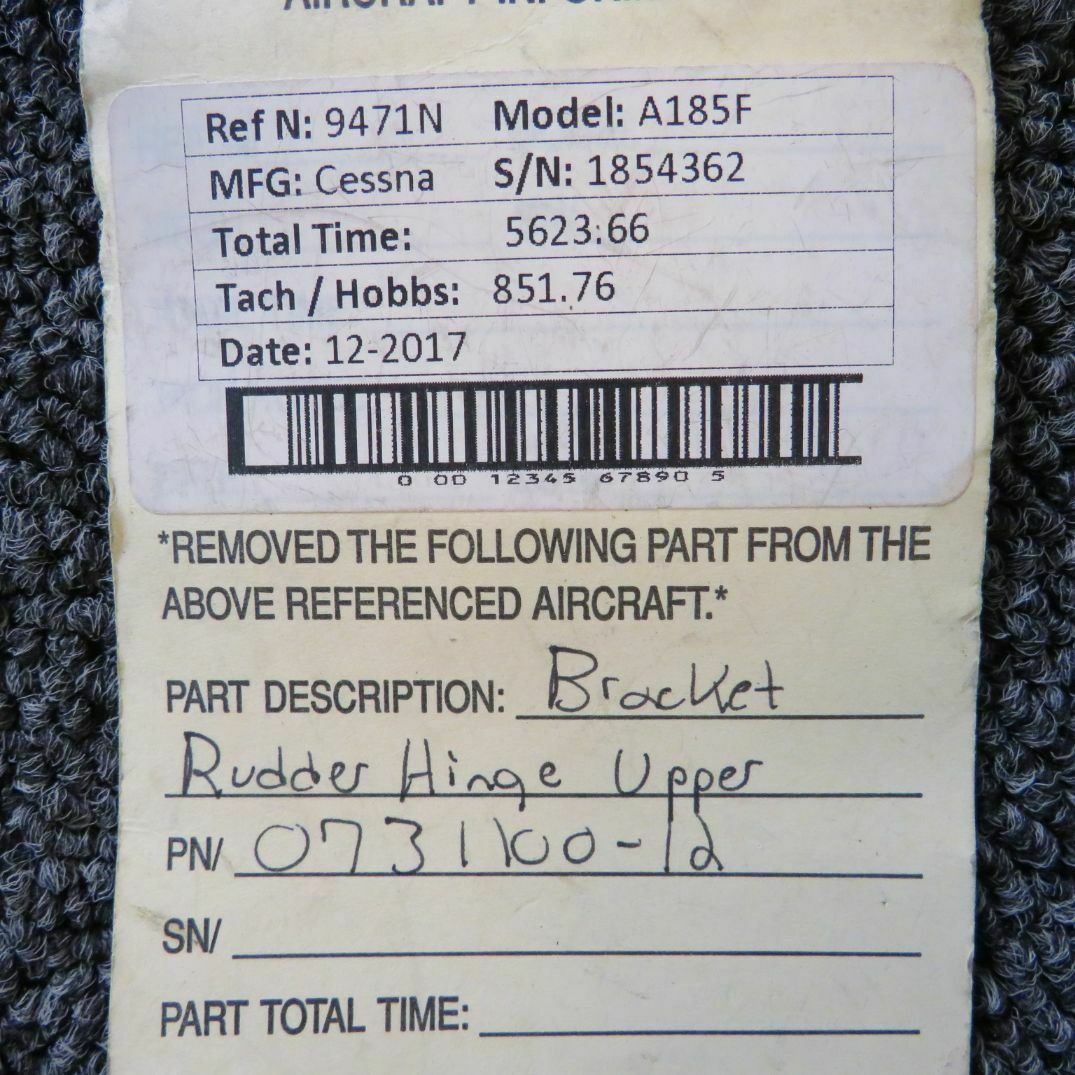 Ref N: 9471N Model: A185F
MFG: Cessna S/N: 1854362
Total Time: 5623.66
Tach / Hobbs: 851.76
Date: 12-2017
0 00 12345 67890 5
*REMOVED THE FOLLOWING PART FROM THE
ABOVE REFERENCED AIRCRAFT.*
PART DESCRIPTION: Bracket
Rudder Hinge Upper
PN/ 0731100-12
SN/
PART TOTAL TIME: